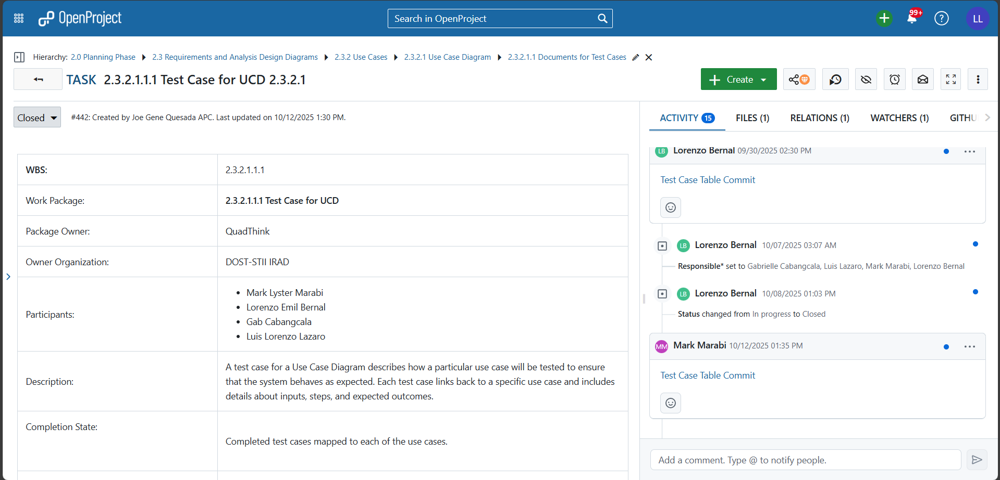 OpenProject
Search in OpenProject
99+
LL
Hierarchy: 2.0 Planning Phase 2.3 Requirements and Analysis Design Diagrams 2.3.2 Use Cases 2.3.2.1 Use Case Diagram 2.3.2.1.1 Documents for Test Cases
TASK 2.3.2.1.1.1 Test Case for UCD 2.3.2.1
Create
Closed
#442: Created by Joe Gene Quesada APC. Last updated on 10/12/2025 1:30 PM.
WBS: 2.3.2.1.1.1
Work Package: 2.3.2.1.1.1 Test Case for UCD
Package Owner: QuadThink
Owner Organization: DOST-STII IRAD
Participants:
Mark Lyster Marabi
Lorenzo Emil Bernal
Gab Cabangcala
Luis Lorenzo Lazaro
Description:
A test case for a Use Case Diagram describes how a particular use case will be tested to ensure
that the system behaves as expected. Each test case links back to a specific use case and includes
details about inputs, steps, and expected outcomes.
Completion State:
Completed test cases mapped to each of the use cases.
ACTIVITY 15 FILES (1) RELATIONS (1) WATCHERS (1) GITHU
LB Lorenzo Bernal 09/30/2025 02:30 PM
Test Case Table Commit
LB Lorenzo Bernal 10/07/2025 03:07 AM
Responsible* set to Gabrielle Cabangcala, Luis Lazaro, Mark Marabi, Lorenzo Bernal
LB Lorenzo Bernal 10/08/2025 01:03 PM
Status changed from In progress to Closed
MM Mark Marabi 10/12/2025 01:35 PM
Test Case Table Commit
Add a comment. Type @ to notify people.